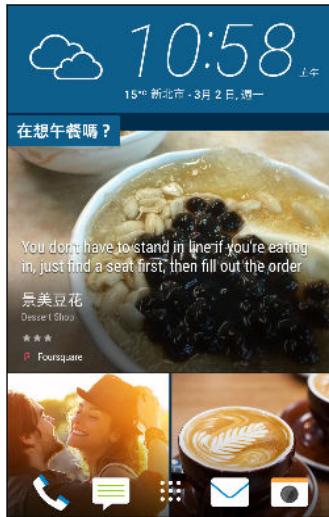 10:58 上午
15°c 新北市 - 3月 2 日, 週一
在想午餐嗎？
You don't have to stand in line if you're eating
in, just find a seat first, then fill out the order
景美豆花
Dessert Shop
Foursquare